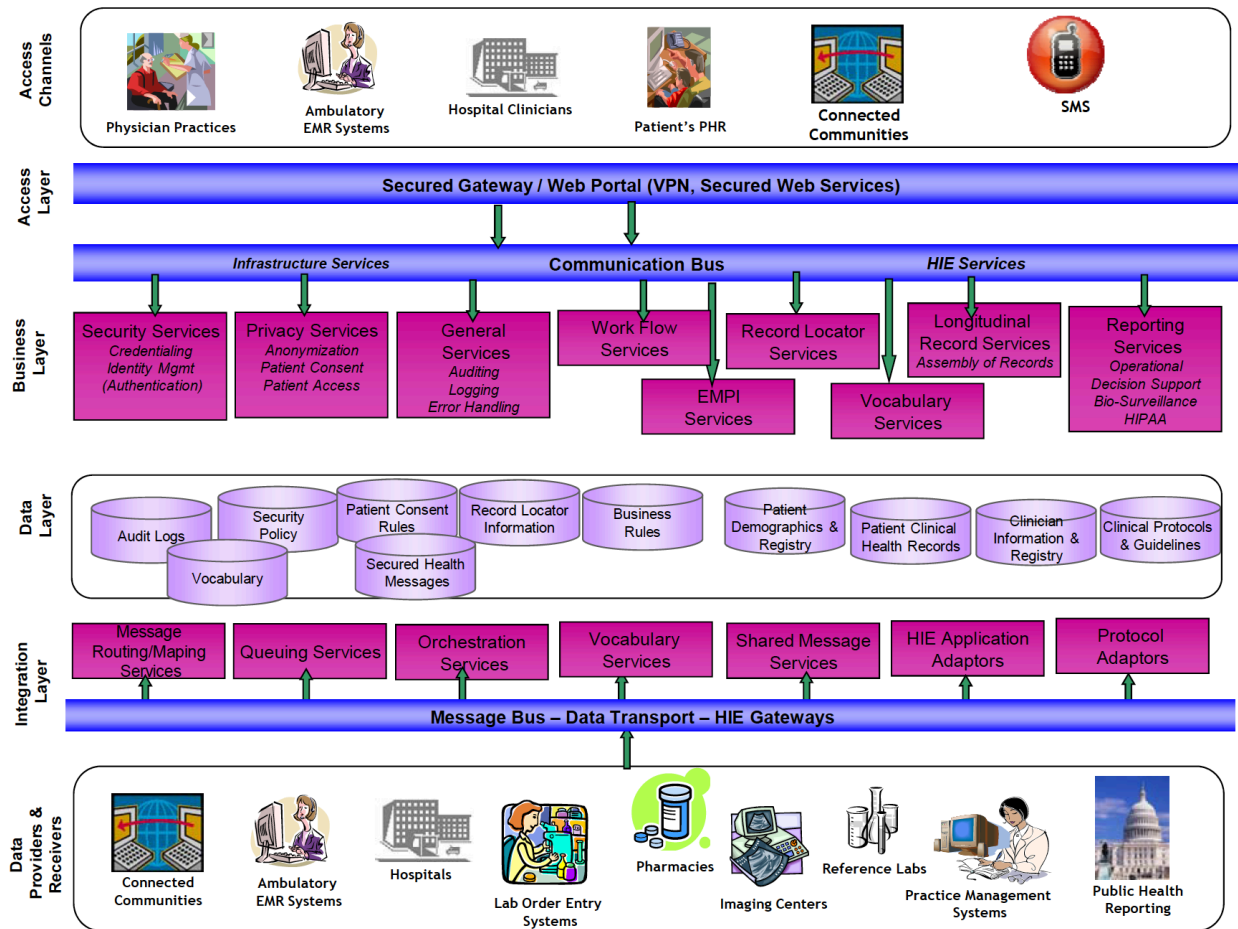 Access
Channels
Physician Practices
Ambulatory
EMR Systems
Hospital Clinicians
Patient's PHR
Connected
Communities
SMS
Access
Layer
Secured Gateway / Web Portal (VPN, Secured Web Services)
Infrastructure Services
Communication Bus
HIE Services
Business
Layer
Security Services
Credentialing
Identity Mgmt
(Authentication)
Privacy Services
Anonymization
Patient Consent
Patient Access
General
Services
Auditing
Logging
Error Handling
Work Flow
Services
EMPI
Services
Record Locator
Services
Vocabulary
Services
Longitudinal
Record Services
Assembly of Records
Reporting
Services
Operational
Decision Support
Bio-Surveillance
HIPAA
Data
Layer
Audit Logs
Security
Policy
Vocabulary
Patient Consent
Rules
Secured Health
Messages
Record Locator
Information
Business
Rules
Patient
Demographics &
Registry
Patient Clinical
Health Records
Clinician
Information &
Registry
Clinical Protocols
& Guidelines
Integration
Layer
Message
Routing/Maping
Services
Queuing Services
Orchestration
Services
Vocabulary
Services
Shared Message
Services
HIE Application
Adaptors
Protocol
Adaptors
Message Bus – Data Transport – HIE Gateways
Data
Providers &
Receivers
Connected
Communities
Ambulatory
EMR Systems
Hospitals
Lab Order Entry
Systems
Pharmacies
Imaging Centers
Reference Labs
Practice Management
Systems
Public Health
Reporting